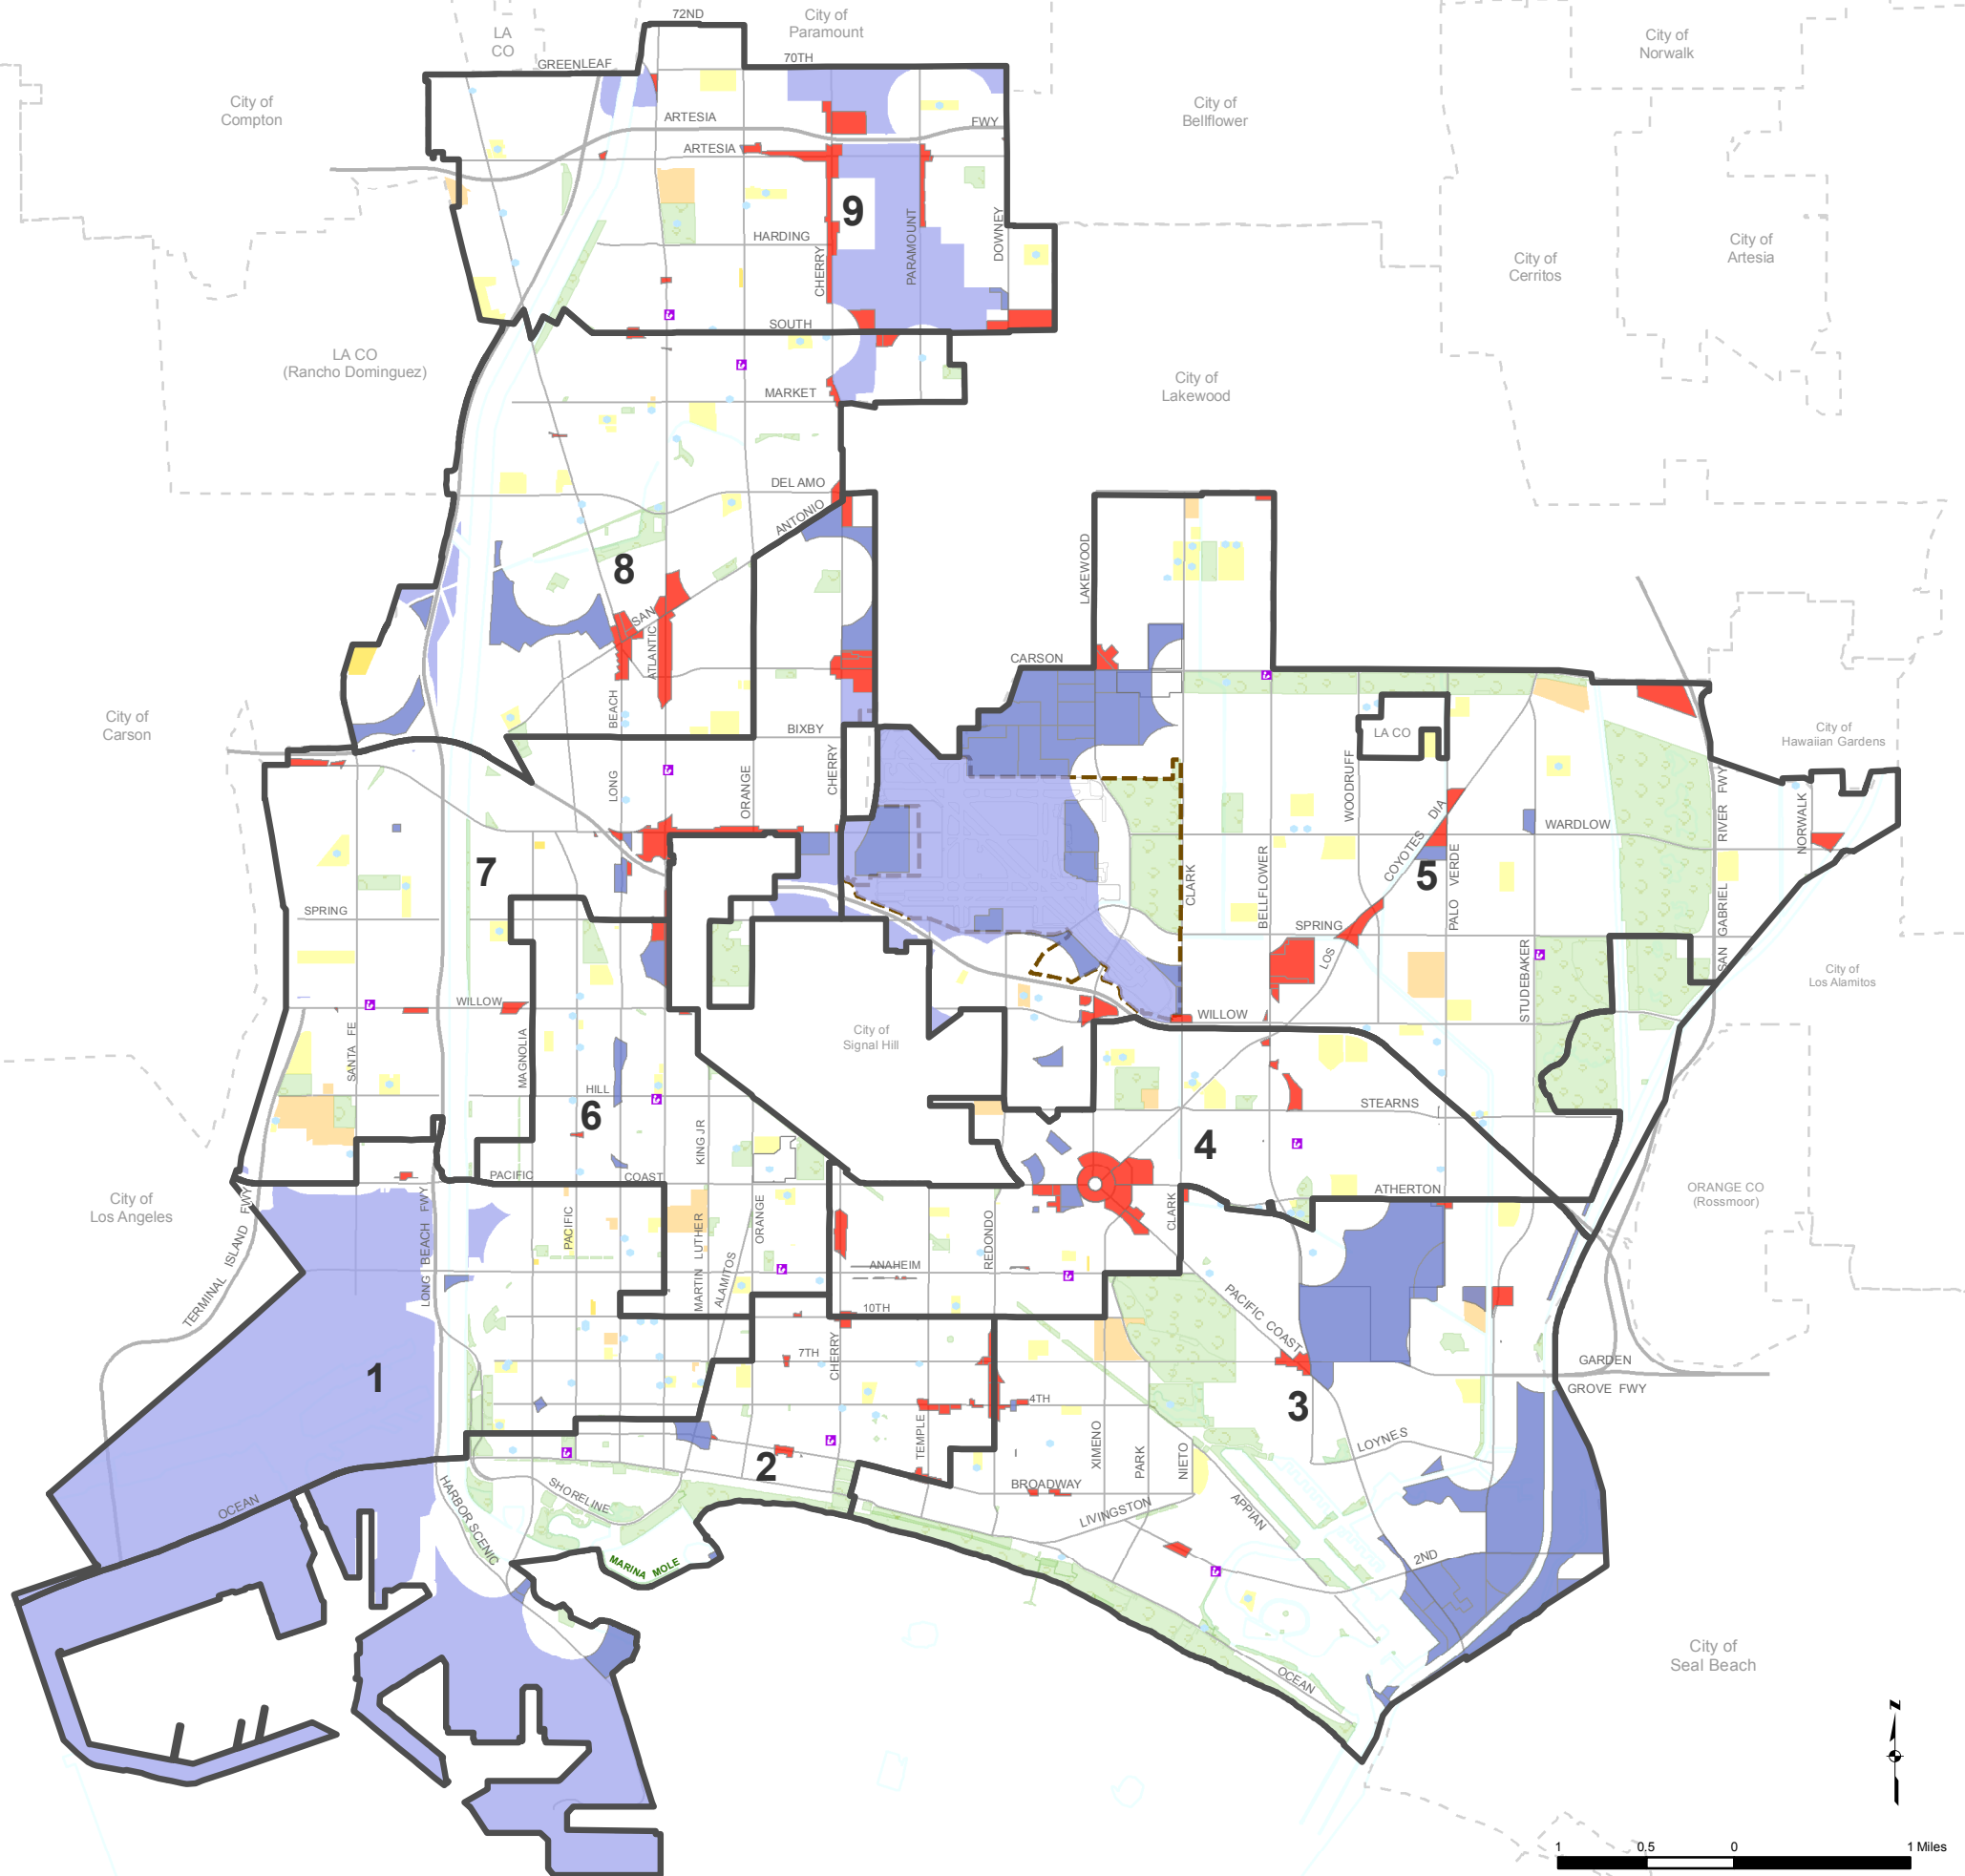 72ND
City of
Paramount
LA
CO
City of
Norwalk
GREENLEAF
70TH
City of
Compton
City of
Bellflower
ARTESIA
FWY
ARTESIA
9
PARAMOUNT
DOWNEY
HARDING
CHERRY
City of
Cerritos
City of
Artesia
SOUTH
LA CO
(Rancho Dominguez)
City of
Lakewood
MARKET
DEL AMO
ANTONIO
8
LAKEWOOD
SAN
ATLANTIC
CARSON
BEACH
City of
Carson
BIXBY
LA CO
City of
Hawaiian Gardens
LONG
ORANGE
CHERRY
WOODRUFF
DIA
RIVER FWY
NORWALK
WARDLOW
7
CLARK
BELLFLOWER
COYOTES
5
PALO VERDE
SPRING
SPRING
LOS
STUDEBAKER
SAN GABRIEL
City of
Los Alamitos
WILLOW
WILLOW
City of
Signal Hill
SANTA FE
MAGNOLIA
HILL
6
KING JR
STEARNS
4
PACIFIC
COAST
ATHERTON
City of
Los Angeles
ORANGE CO
(Rossmoor)
TERMINAL ISLAND FWY
LONG BEACH FWY
PACIFIC
MARTIN LUTHER
ORANGE
ALAMITOS
REDONDO
CLARK
ANAHEIM
10TH
PACIFIC COAST
1
7TH
CHERRY
GARDEN
GROVE FWY
4TH
3
TEMPLE
XIMENO
PARK
NIETO
LOYNES
2
BROADWAY
OCEAN
HARBOR SCENIC
SHORELINE
LIVINGSTON
APPIAN
MARINA MOLE
2ND
OCEAN
City of
Seal Beach
N
1 0.5 0 1 Miles